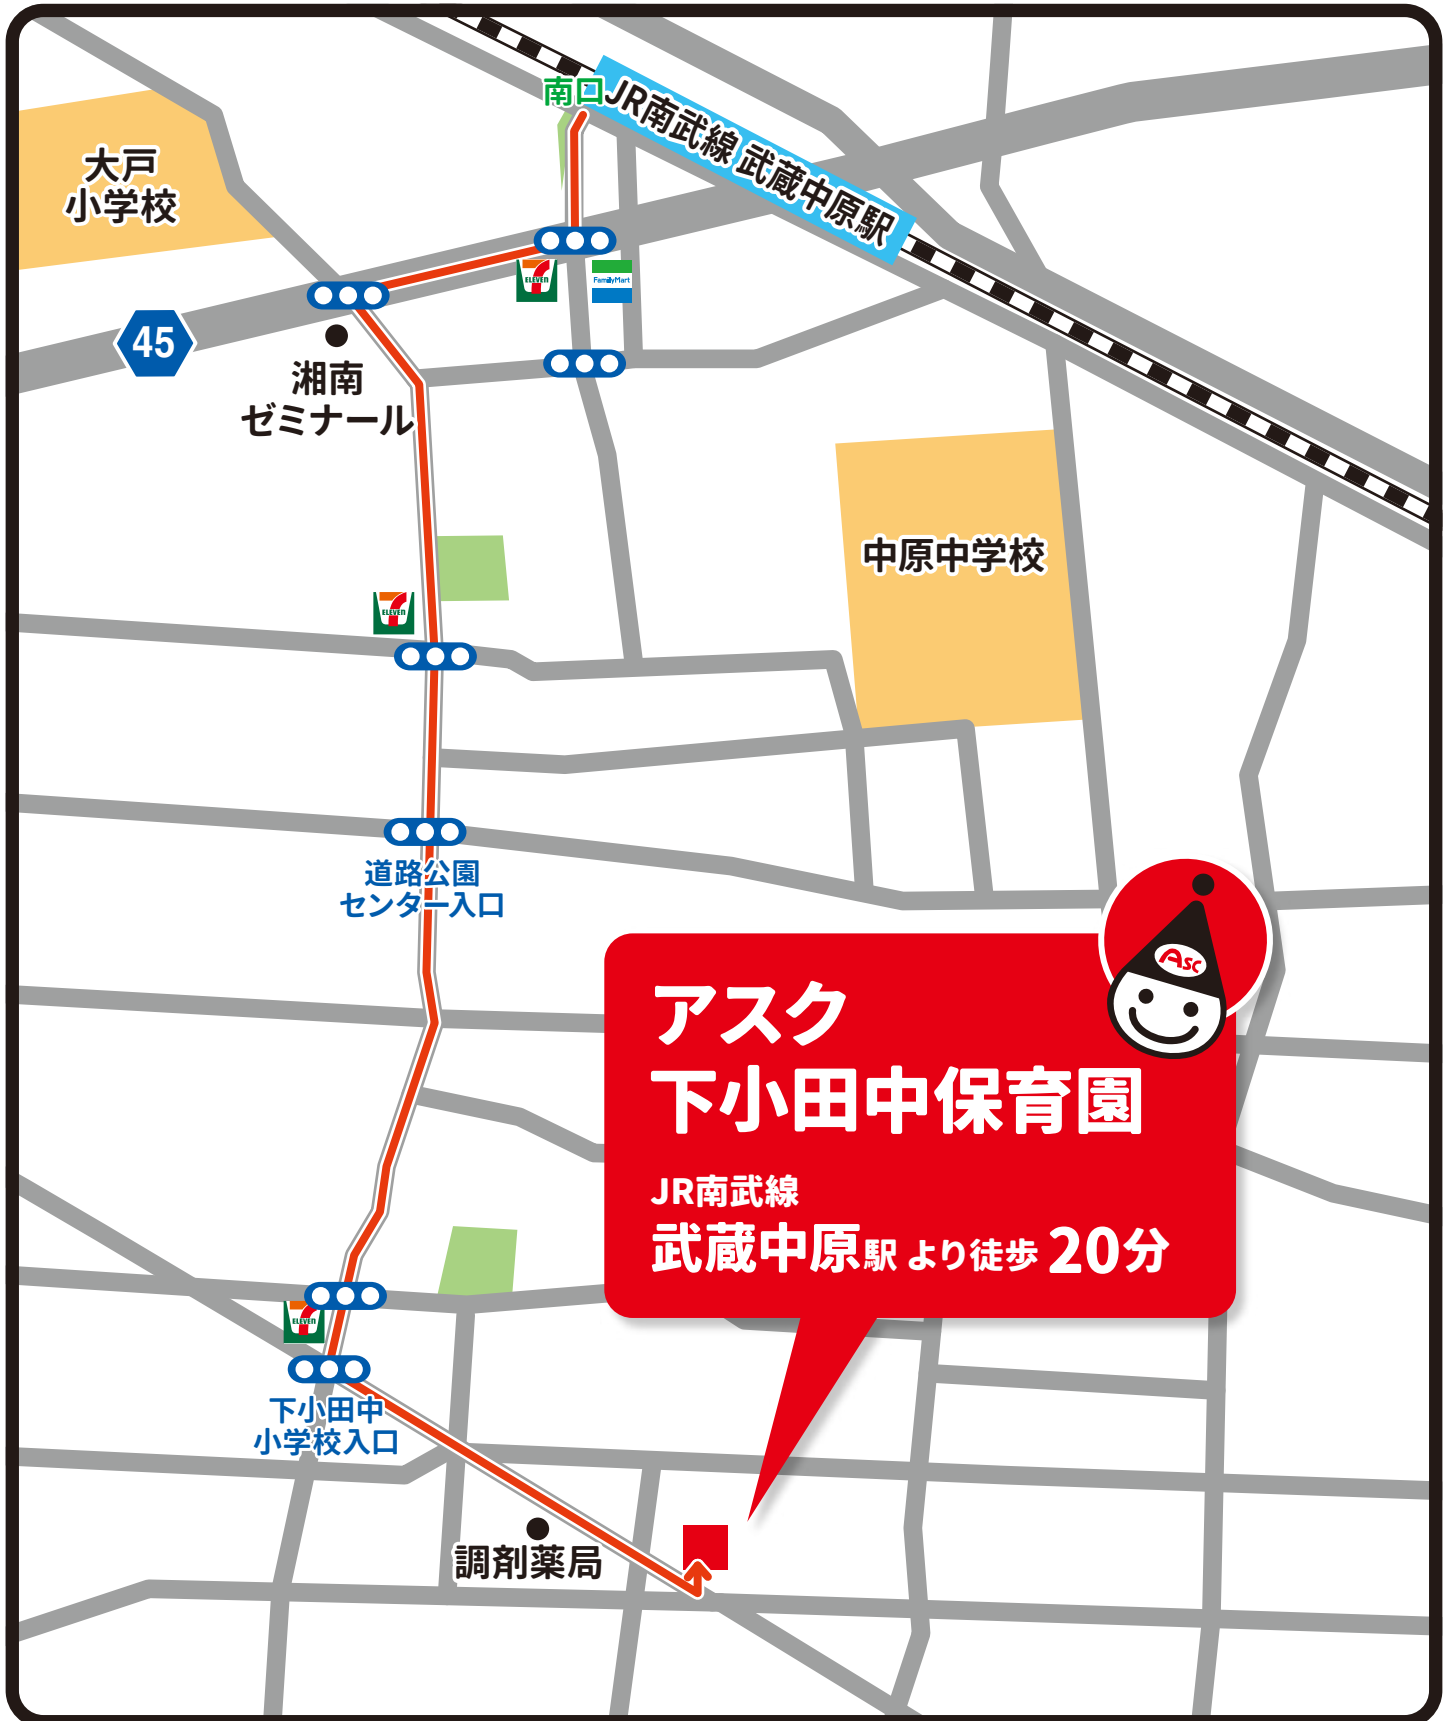 南口
JR南武線 武蔵中原駅
大戸
小学校
ELEVEN
FamilyMart
45
湘南
ゼミナール
中原中学校
ELEVEN
道路公園
センター入口
ASC
アスク
下小田中保育園
JR南武線
武蔵中原駅 より徒歩 20分
ELEVEN
下小田中
小学校入口
調剤薬局